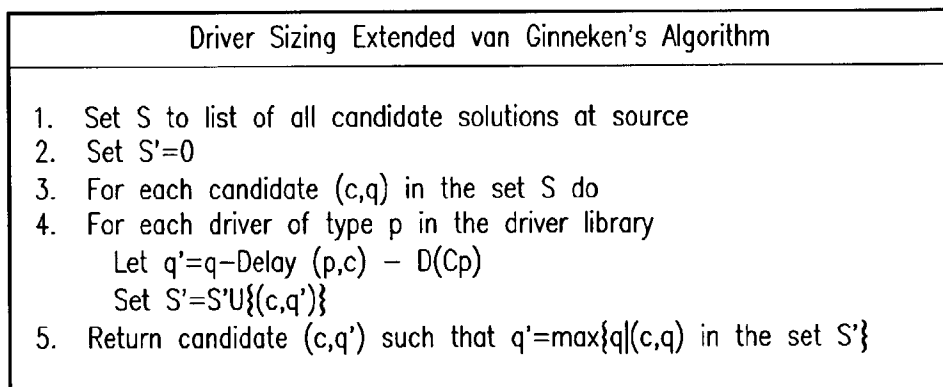 Driver Sizing Extended van Ginneken's Algorithm
1. Set S to list of all candidate solutions at source
2. Set S'=0
3. For each candidate (c,q) in the set S do
4. For each driver of type p in the driver library
Let q'=q-Delay (p,c) - D(Cp)
Set S'=S'U{(c,q')}
5. Return candidate (c,q') such that q'=max{q|(c,q) in the set S'}